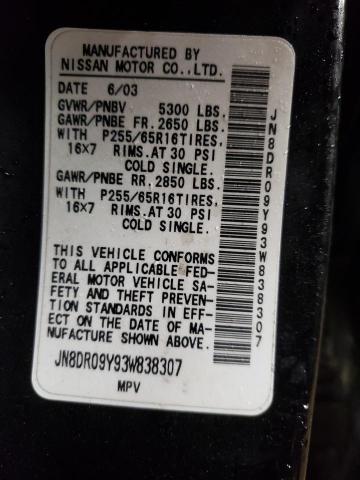 MANUFACTURED BY
NISSAN MOTOR CO., LTD.
DATE 6/03
GVWR/PNBV 5300 LBS.
GAWR/PNBE FR. 2650 LBS.
WITH P255/65R16TIRES,
16X7 RIMS. AT 30 PSI
COLD SINGLE.
GAWR/PNBE RR. 2850 LBS.
WITH P255/65R16TIRES,
16X7 RIMS. AT 30 PSI
COLD SINGLE.
THIS VEHICLE CONFORMS
TO ALL APPLICABLE FED-
ERAL MOTOR VEHICLE SA-
FETY AND THEFT PREVEN-
TION STANDARDS IN EFF-
ECT ON THE DATE OF MA-
NUFACTURE SHOWN ABOVE.
JN8DR09Y93W838307
MPV
JN8DR09Y93W838307